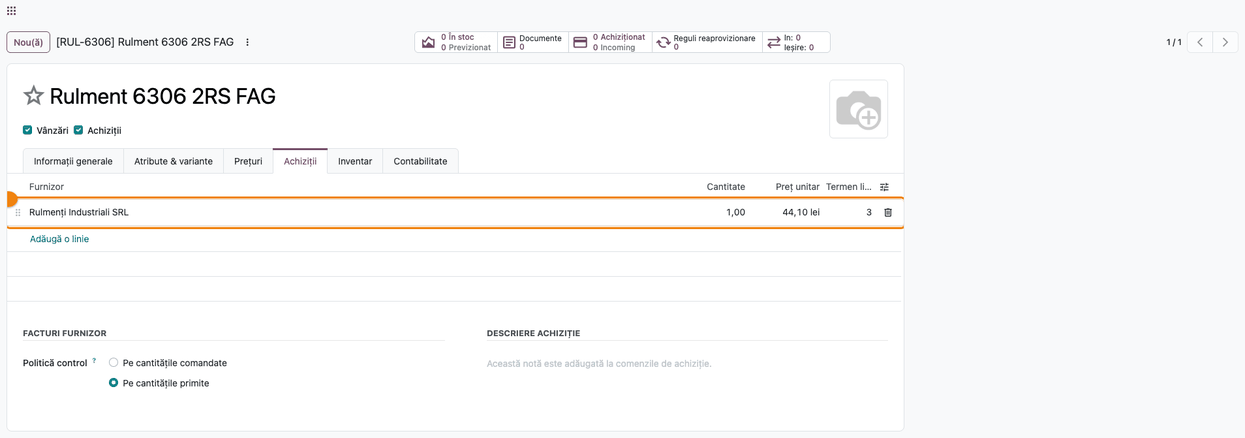 Nou(ă) [RUL-6306] Rulment 6306 2RS FAG
0 În stoc
0 Previzionat
Documente
0
0 Achiziționat
0 Incoming
Reguli reaprovizionare
0
In: 0
Ieșire: 0
1 / 1
Rulment 6306 2RS FAG
Vânzări Achiziții
Informații generale Atribute & variante Prețuri Achiziții Inventar Contabilitate
Furnizor Cantitate Preț unitar Termen li...
Rulmenți Industriali SRL 1,00 44,10 lei 3
Adăugă o linie
FACTURI FURNIZOR DESCRIERE ACHIZIȚIE
Politică control ? Pe cantitățile comandate Această notă este adăugată la comenzile de achiziție.
Pe cantitățile primite